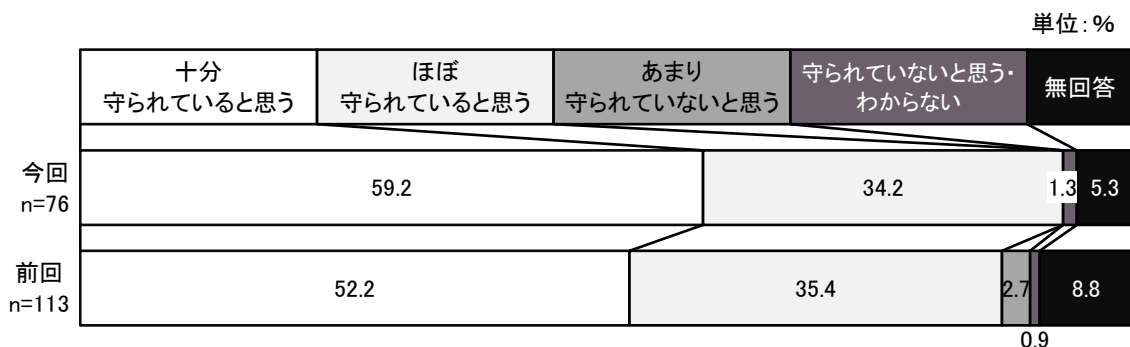 単位：％
十分
守られていると思う
ほぼ
守られていると思う
あまり
守られていないと思う
守られていないと思う・
わからない
無回答
今回
n=76
59.2
34.2
1.3
5.3
前回
n=113
52.2
35.4
2.7
0.9
8.8